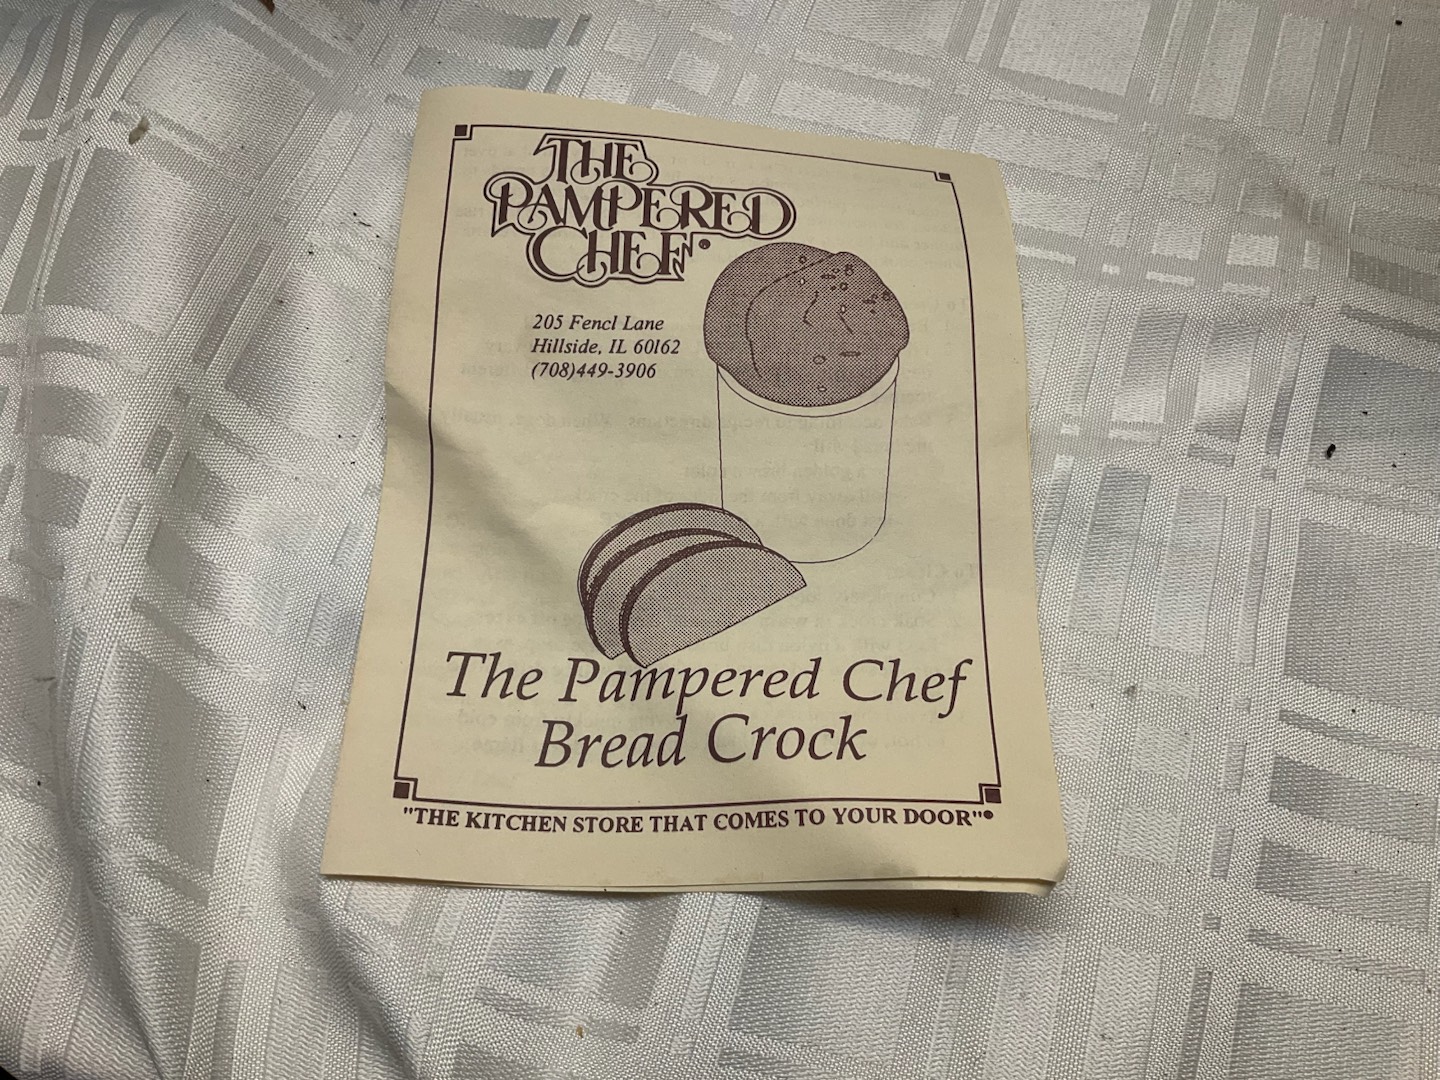 THE
PAMPERED
CHEF®
205 Fencl Lane
Hillside, IL 60162
(708)449-3906
The Pampered Chef
Bread Crock
"THE KITCHEN STORE THAT COMES TO YOUR DOOR"®